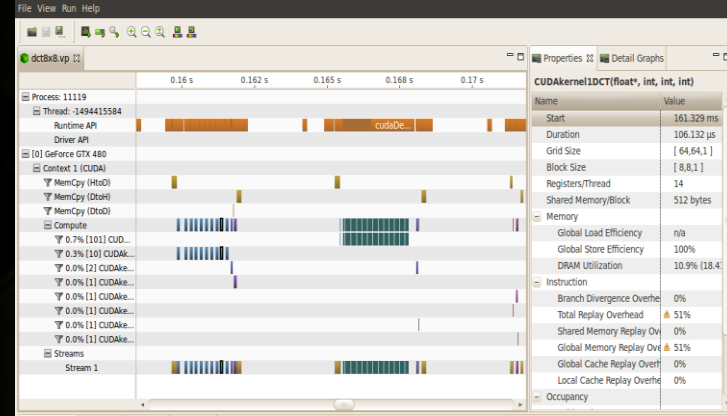 File View Run Help
dct8x8.vp
0.16 s 0.162 s 0.165 s 0.168 s 0.17 s
Process: 11119
Thread: -1494415584
Runtime API
cudaDe...
Driver API
[0] GeForce GTX 480
Context 1 (CUDA)
MemCpy (HtoD)
MemCpy (DtoH)
MemCpy (DtoD)
Compute
0.7% [101] CUD...
0.3% [10] CUDAk...
0.0% [2] CUDAke...
0.0% [1] CUDAke...
0.0% [1] CUDAke...
0.0% [1] CUDAke...
0.0% [1] CUDAke...
0.0% [1] CUDAke...
Streams
Stream 1
Properties Detail Graphs
CUDAkernel1DCT(float*, int, int, int)
Name Value
Start 161.329 ms
Duration 106.132 µs
Grid Size [ 64,64,1 ]
Block Size [ 8,8,1 ]
Registers/Thread 14
Shared Memory/Block 512 bytes
Memory
Global Load Efficiency n/a
Global Store Efficiency 100%
DRAM Utilization 10.9% (18.4
Instruction
Branch Divergence Overhe 0%
Total Replay Overhead 51%
Shared Memory Replay Ov 0%
Global Memory Replay Ove 51%
Global Cache Replay Overh 0%
Local Cache Replay Overhe 0%
Occupancy